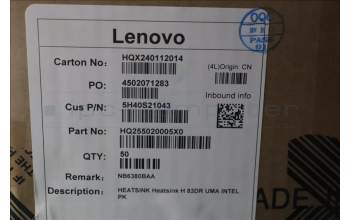 Lenovo
Carton No: HQX240112014
(4L)Origin: CN
PO: 4502071283
Inbound info
Cus P/N: 5H40S21043
Part No: HQ255020005X0
QTY: 50
Remark: NB6380BAA
Description: HEATSINK Heatsink H 83DR UMA INTEL
PK